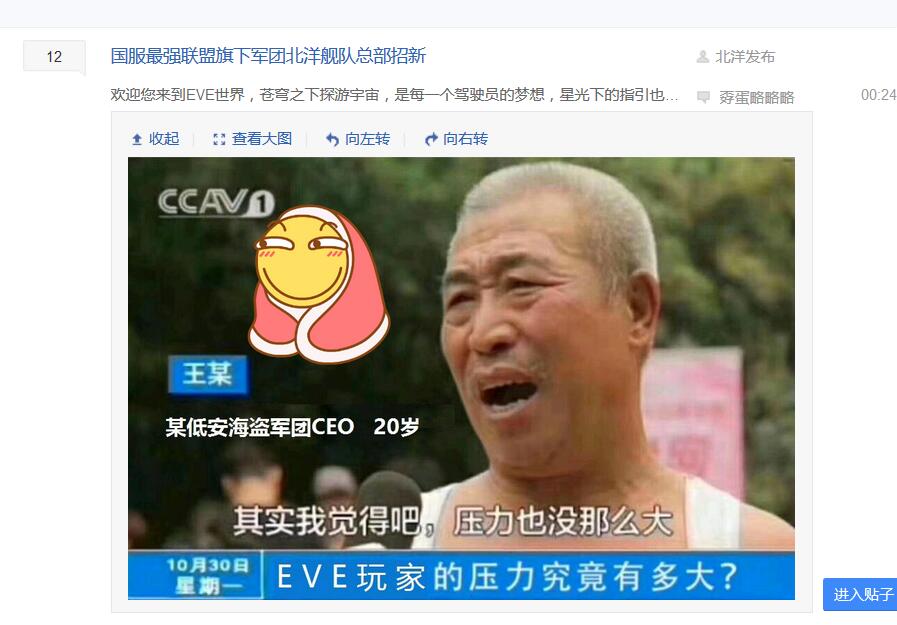 12
国服最强联盟旗下军团北洋舰队总部招新
北洋发布
欢迎您来到EVE世界，苍穹之下探游宇宙，是每一个驾驶员的梦想，星光下的指引也...
孬蛋略略略
00:24
收起
查看大图
向左转
向右转
CCAV1
王某
某低安海盗军团CEO 20岁
其实我觉得吧，压力也没那么大
10月30日
星期一
EVE玩家的压力究竟有多大？
进入贴子